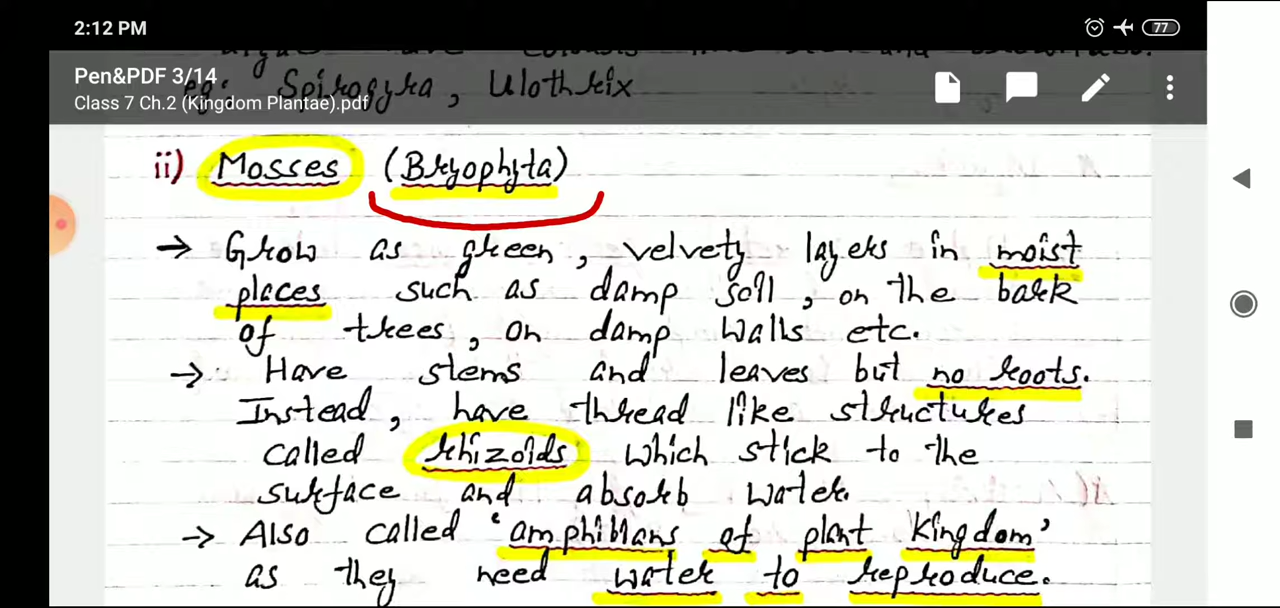 2:12 PM
77
algae have
Pen&PDF 3/14
eg: Spirogyra, Ulothrix
Class 7 Ch.2 (Kingdom Plantae).pdf
ii) Mosses (Bryophyta)
→ Grow as green, velvety layers in moist
places such as damp soil, on the bark
of trees, on damp walls etc.
→ Have stems and leaves but no roots.
Instead, have thread like structures
called rhizoids which stick to the
surface and absorb water.
→ Also called 'amphibians of plant kingdom'
as they need water to reproduce.